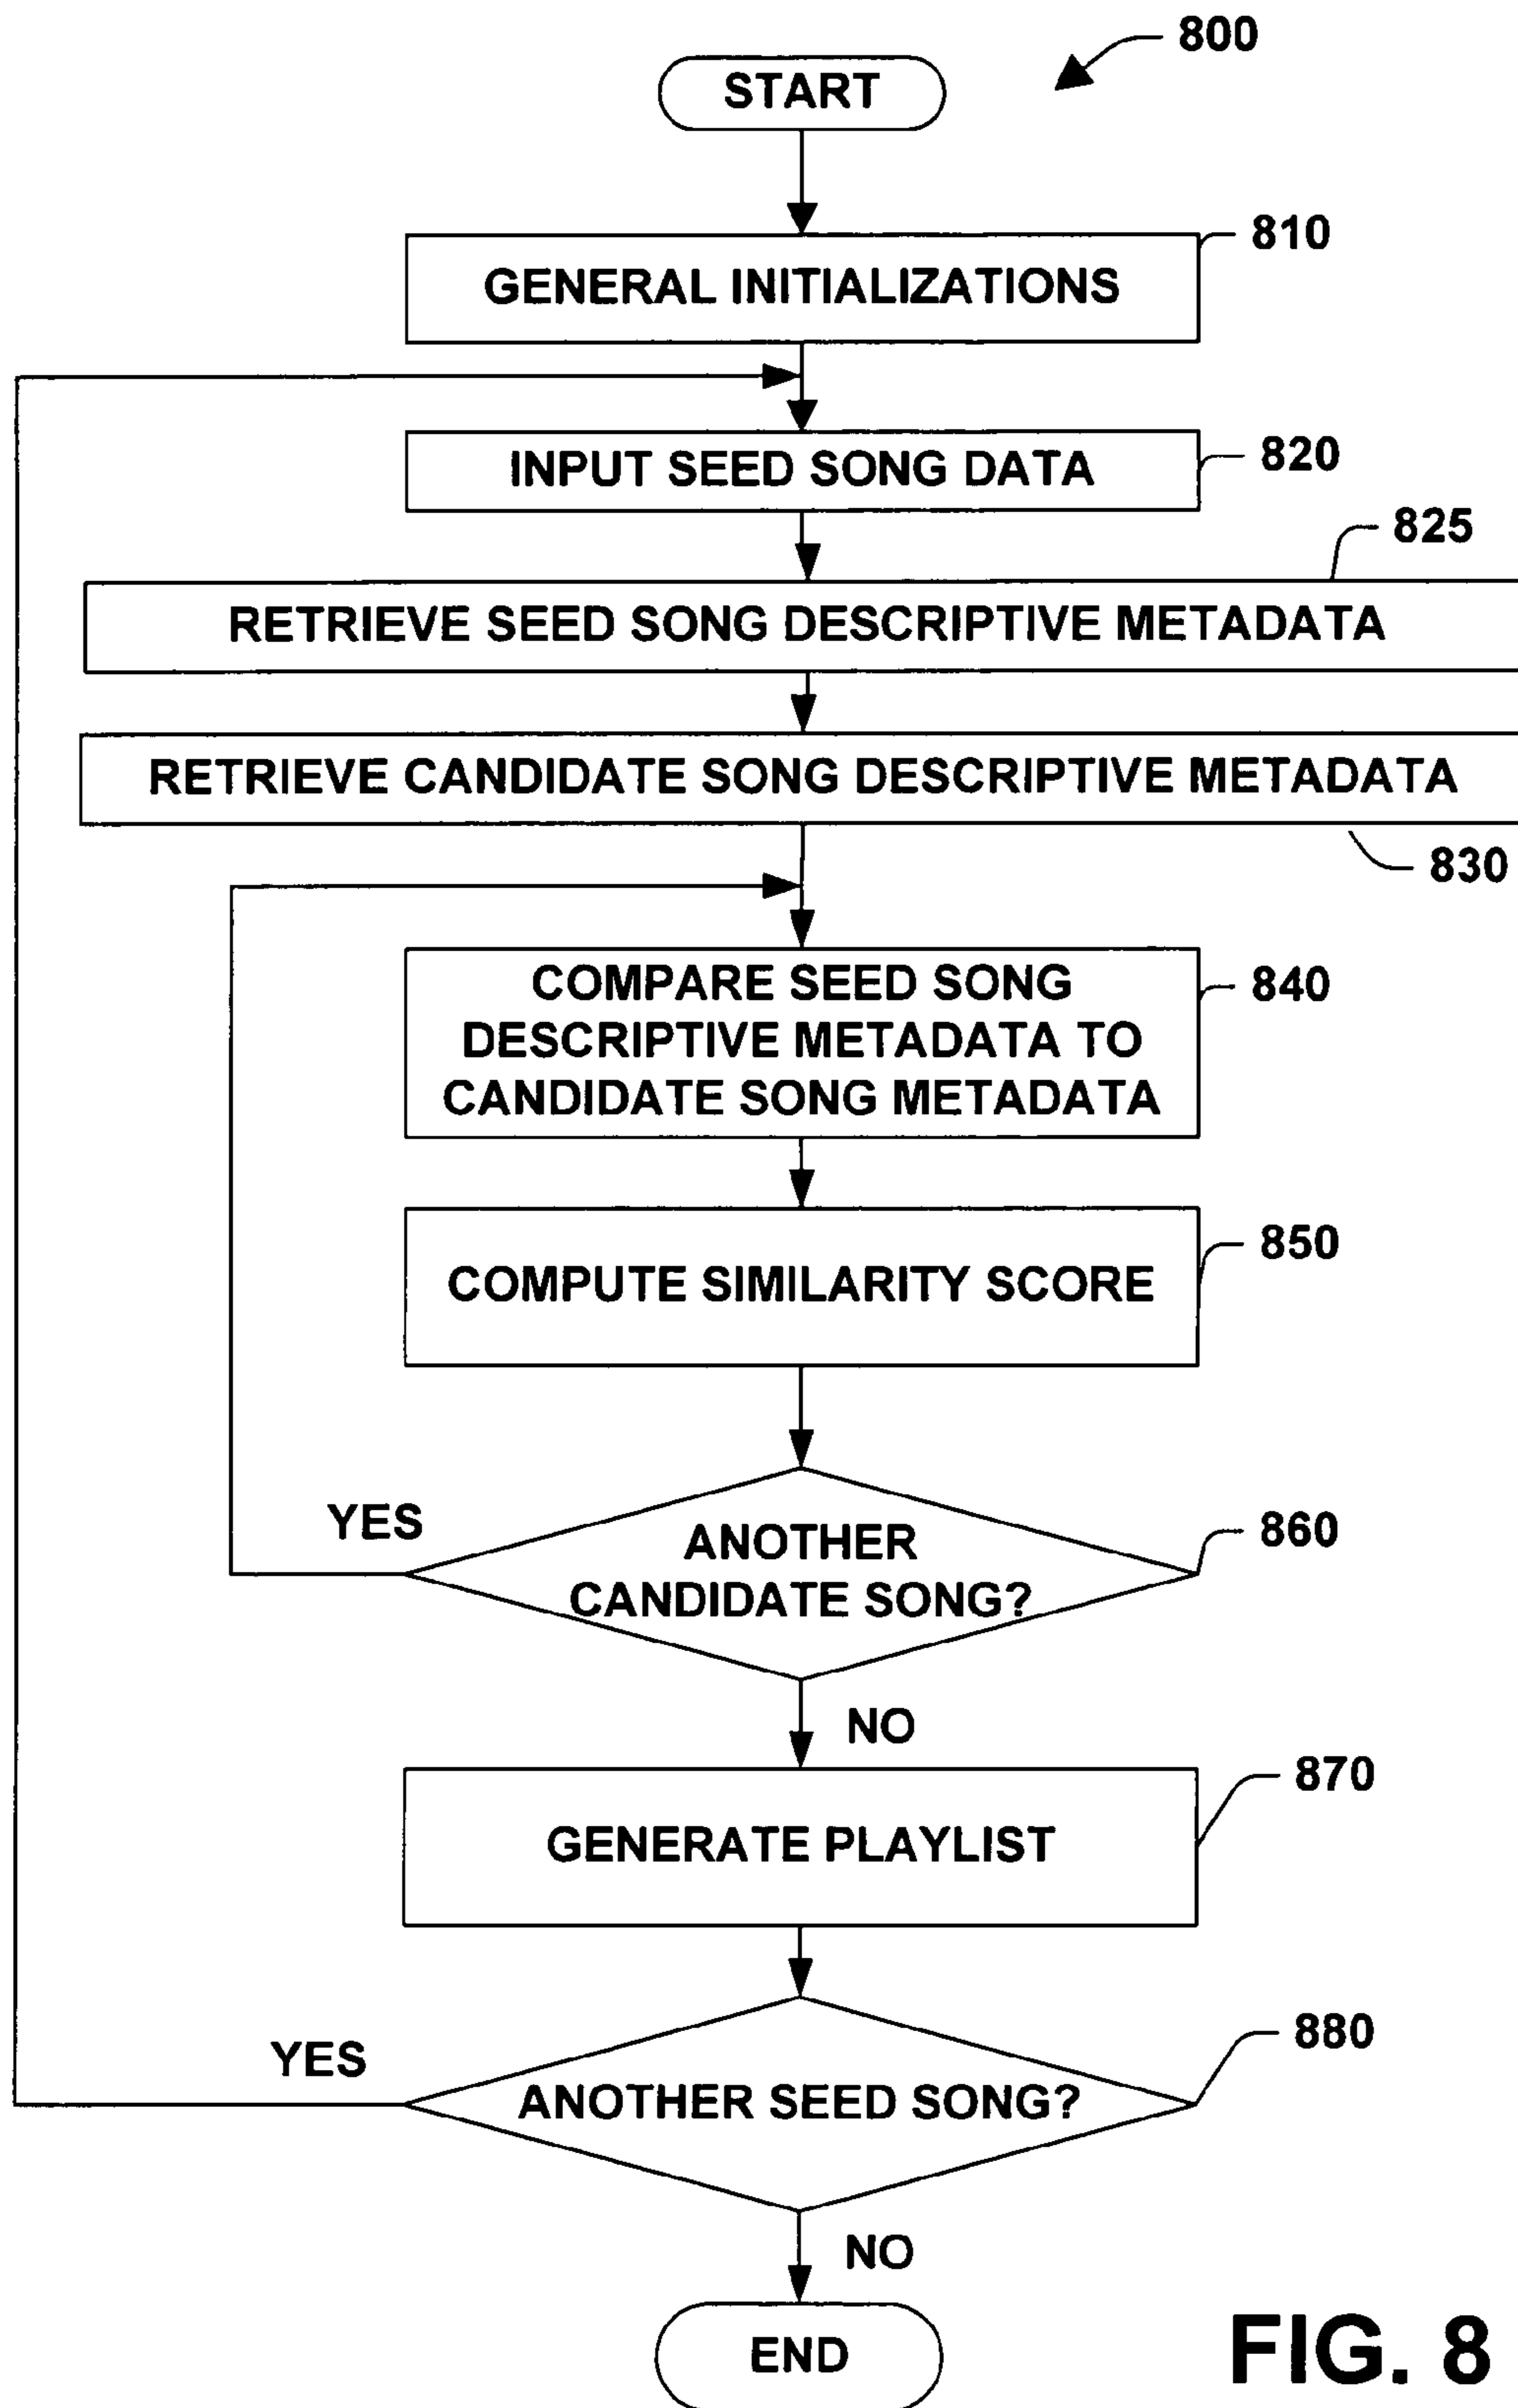 800
START
810
GENERAL INITIALIZATIONS
820
INPUT SEED SONG DATA
825
RETRIEVE SEED SONG DESCRIPTIVE METADATA
RETRIEVE CANDIDATE SONG DESCRIPTIVE METADATA
830
COMPARE SEED SONG
DESCRIPTIVE METADATA TO
CANDIDATE SONG METADATA
840
850
COMPUTE SIMILARITY SCORE
YES
ANOTHER
CANDIDATE SONG?
860
NO
870
GENERATE PLAYLIST
880
YES
ANOTHER SEED SONG?
NO
END
FIG. 8